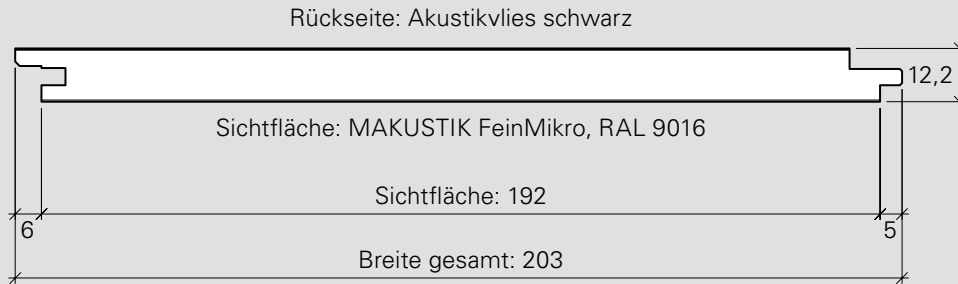 Rückseite: Akustikvlies schwarz
12,2
Sichtfläche: MAKUSTIK FeinMikro, RAL 9016
Sichtfläche: 192
6
5
Breite gesamt: 203